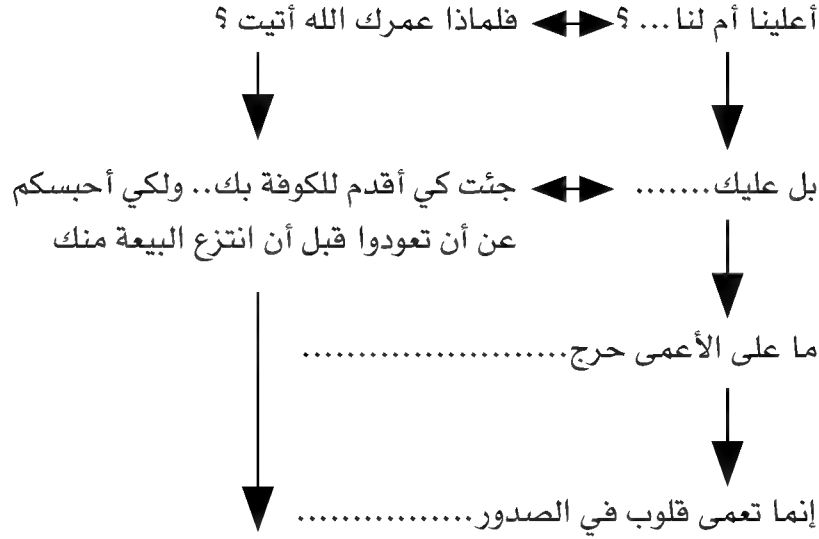 أعلينا أم لنا... ؟ فلماذا عمرك الله أتيت ؟
بل عليك....... جئت كي أقدم للكوفة بك.. ولكي أحبسكم
عن أن تعودوا قبل أن انتزع البيعة منك
ما على الأعمى حرج........................
إنما تعمى قلوب في الصدور................